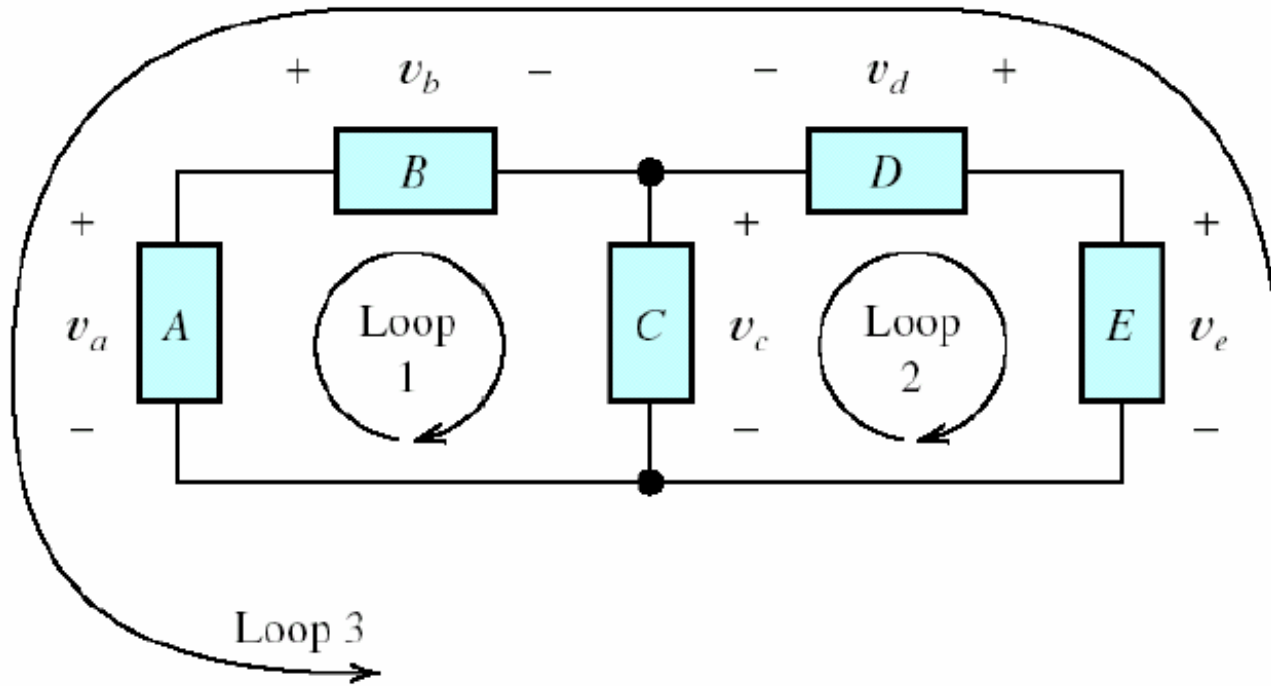 + v_b − − v_d +
B D
+ + +
v_a A Loop 1 C v_c Loop 2 E v_e
− − −
Loop 3